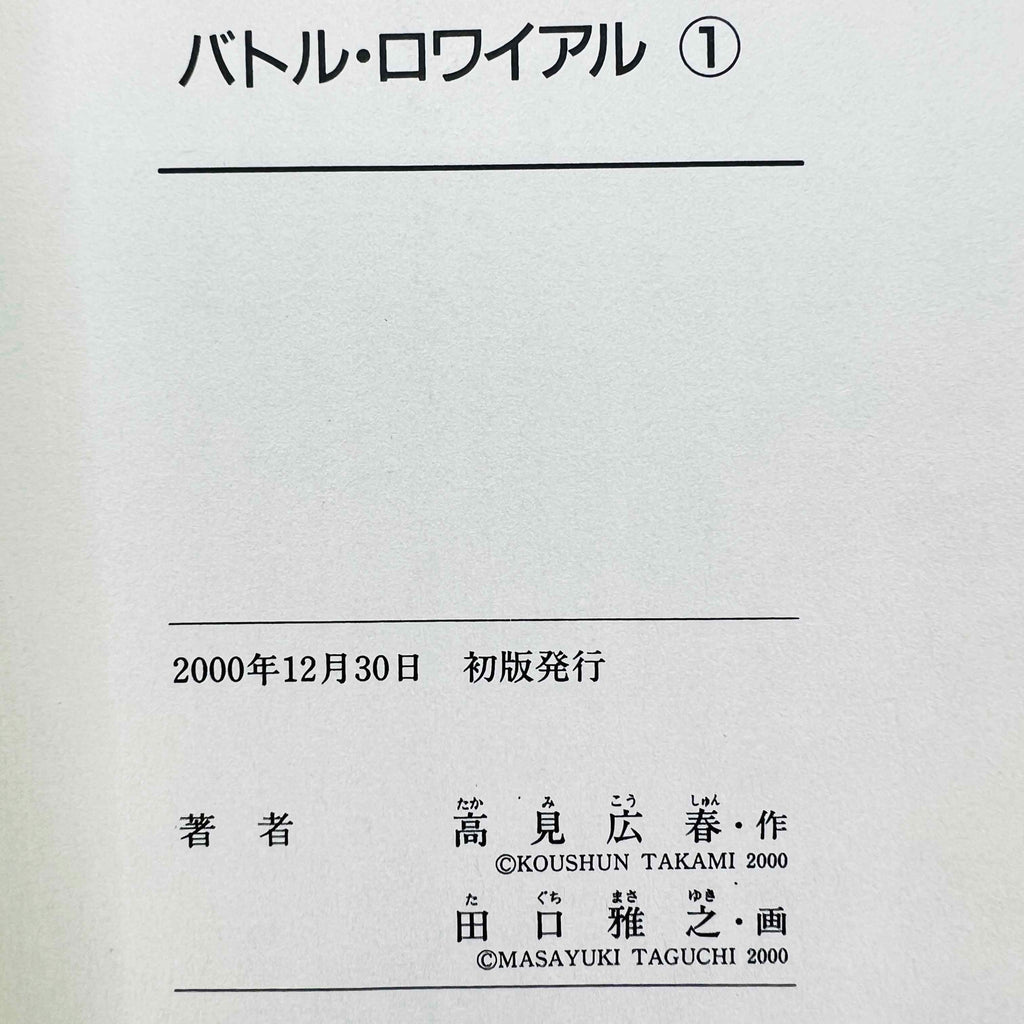 バトル・ロワイアル ①
2000年12月30日 初版発行
たか み こう しゅん
著者 高見広春・作
©KOUSHUN TAKAMI 2000
た ぐち まさ ゆき
田口雅之・画
©MASAYUKI TAGUCHI 2000